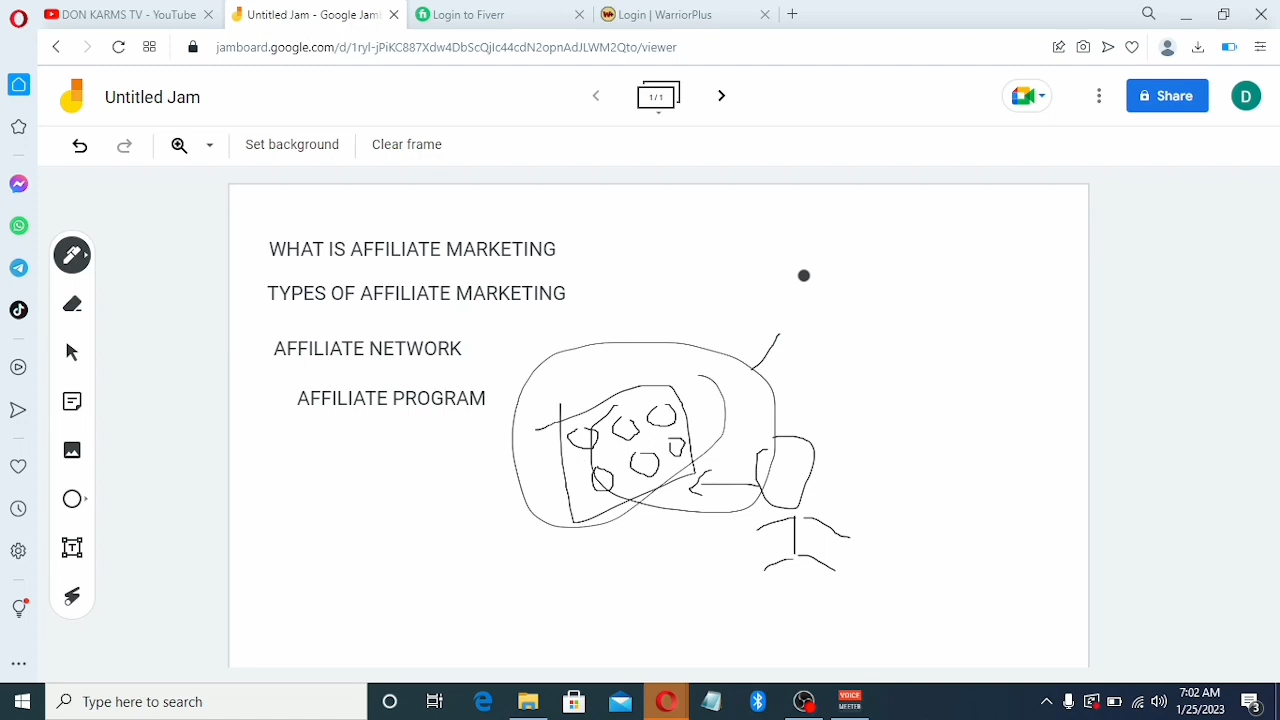 DON KARMS TV - YouTube
Untitled Jam - Google Jam
Login to Fiverr
Login | WarriorPlus
jamboard.google.com/d/1ryl-jPiKC887Xdw4DbScQjlc44cdN2opnAdJLWM2Qto/viewer
Untitled Jam
1 / 1
Share
D
Set background
Clear frame
WHAT IS AFFILIATE MARKETING
TYPES OF AFFILIATE MARKETING
AFFILIATE NETWORK
AFFILIATE PROGRAM
T
Type here to search
VOICE
MEETER
7:02 AM
1/25/2023
3